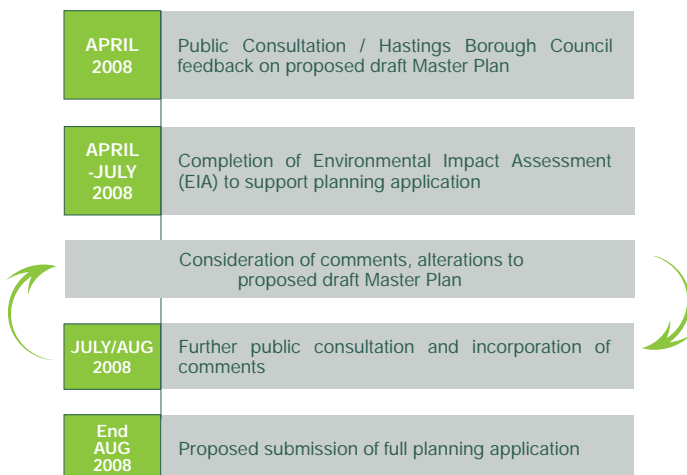 APRIL
2008
Public Consultation / Hastings Borough Council
feedback on proposed draft Master Plan
APRIL
-JULY
2008
Completion of Environmental Impact Assessment
(EIA) to support planning application
Consideration of comments, alterations to
proposed draft Master Plan
JULY/AUG
2008
Further public consultation and incorporation of
comments
End
AUG
2008
Proposed submission of full planning application